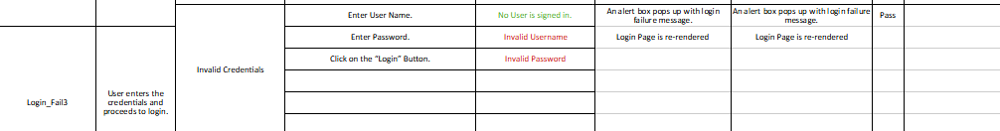 Enter User Name.
No User is signed in.
An alert box pops up with login
failure message.
An alert box pops up with login failure
message.
Pass
Enter Password.
Invalid Username
Login Page is re-rendered
Login Page is re-rendered
Click on the “Login” Button.
Invalid Password
Invalid Credentials
Login_Fail3
User enters the
credentials and
proceeds to login.